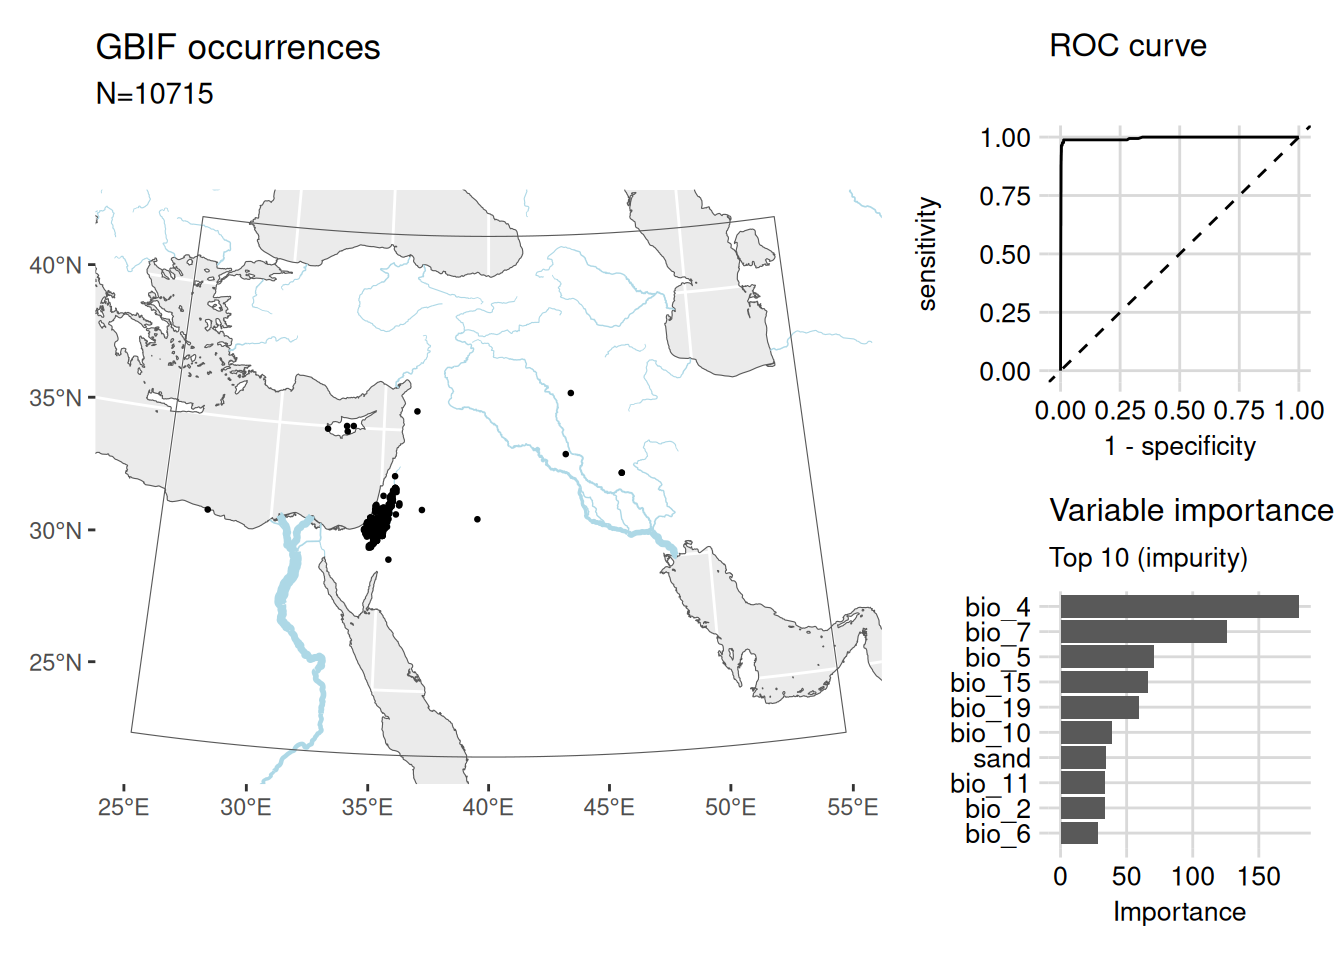 GBIF occurrences
N=10715
40°N
35°N
30°N
25°N
25°E 30°E 35°E 40°E 45°E 50°E 55°E
ROC curve
sensitivity
1.00
0.75
0.50
0.25
0.00
0.00 0.25 0.50 0.75 1.00
1 - specificity
Variable importance
Top 10 (impurity)
bio_4
bio_7
bio_5
bio_15
bio_19
bio_10
sand
bio_11
bio_2
bio_6
0 50 100 150
Importance